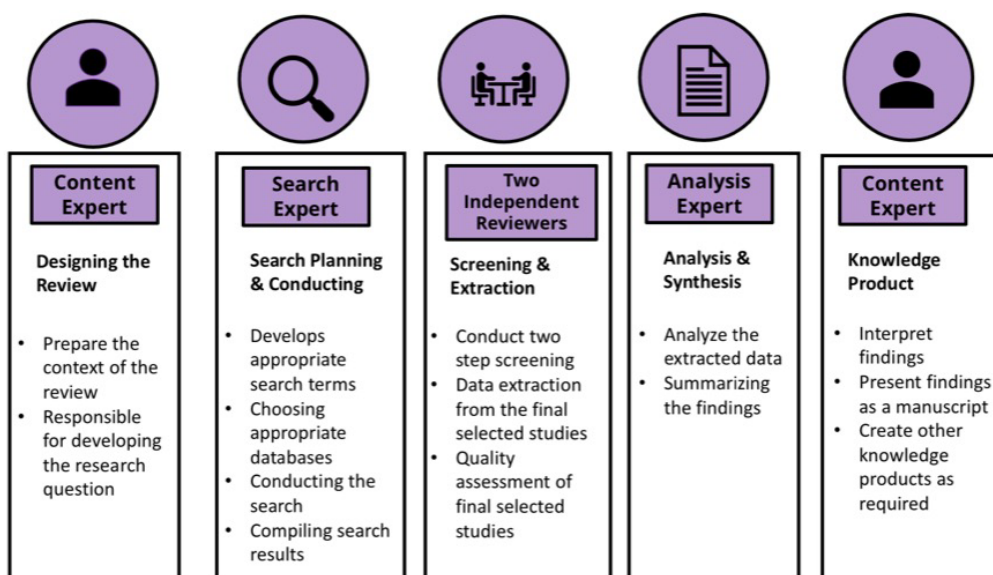 Content
Expert
Designing the
Review
• Prepare the
context of the
review
• Responsible
for developing
the research
question
Search
Expert
Search Planning
& Conducting
• Develops
appropriate
search terms
• Choosing
appropriate
databases
• Conducting the
search
• Compiling search
results
Two
Independent
Reviewers
Screening &
Extraction
• Conduct two
step screening
• Data extraction
from the final
selected studies
• Quality
assessment of
final selected
studies
Analysis
Expert
Analysis &
Synthesis
• Analyze the
extracted data
• Summarizing
the findings
Content
Expert
Knowledge
Product
• Interpret
findings
• Present findings
as a manuscript
• Create other
knowledge
products as
required